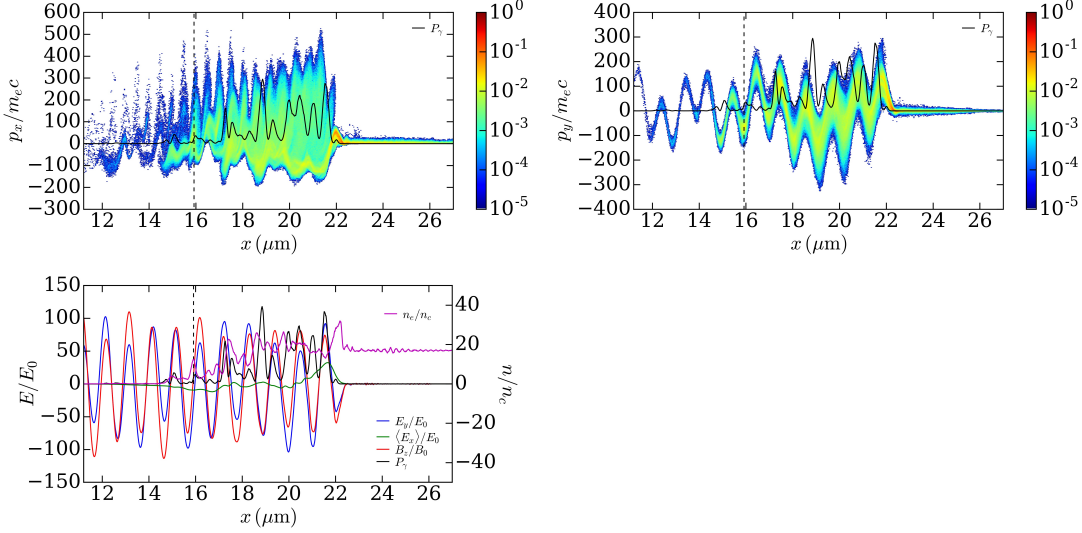 600
500
400
300
200
100
0
−100
−200
−300
12 14 16 18 20 22 24 26
x (μm)
p_x/m_e c
P_γ
10^0
10^-1
10^-2
10^-3
10^-4
10^-5
400
300
200
100
0
−100
−200
−300
−400
12 14 16 18 20 22 24 26
x (μm)
p_y/m_e c
P_γ
10^0
10^-1
10^-2
10^-3
10^-4
10^-5
150
100
50
0
−50
−100
−150
12 14 16 18 20 22 24 26
x (μm)
E/E_0
n_e/n_c
E_y/E_0
⟨E_x⟩/E_0
B_z/B_0
P_γ
40
20
0
−20
−40
n/n_c